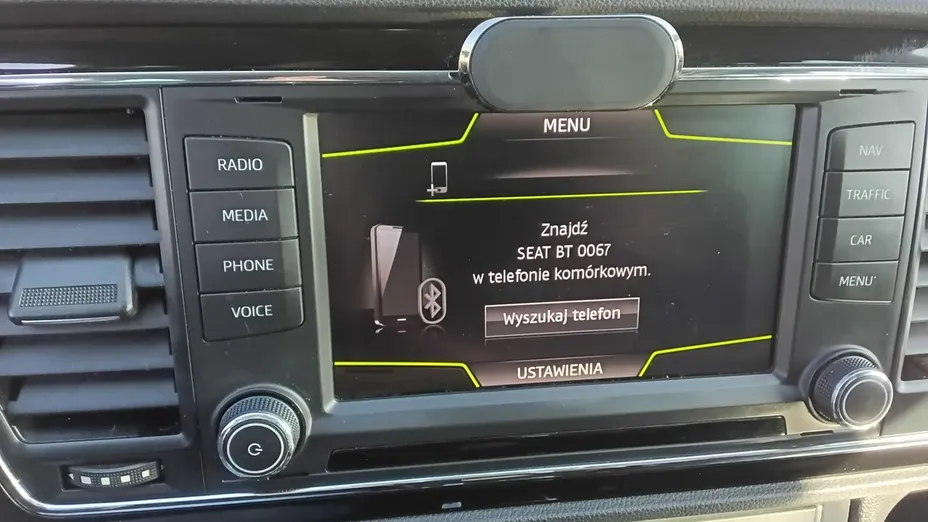 MENU
RADIO
MEDIA
PHONE
VOICE
Znajdź
SEAT BT 0067
w telefonie komórkowym.
Wyszukaj telefon
USTAWIENIA
NAV
TRAFFIC
CAR
MENU